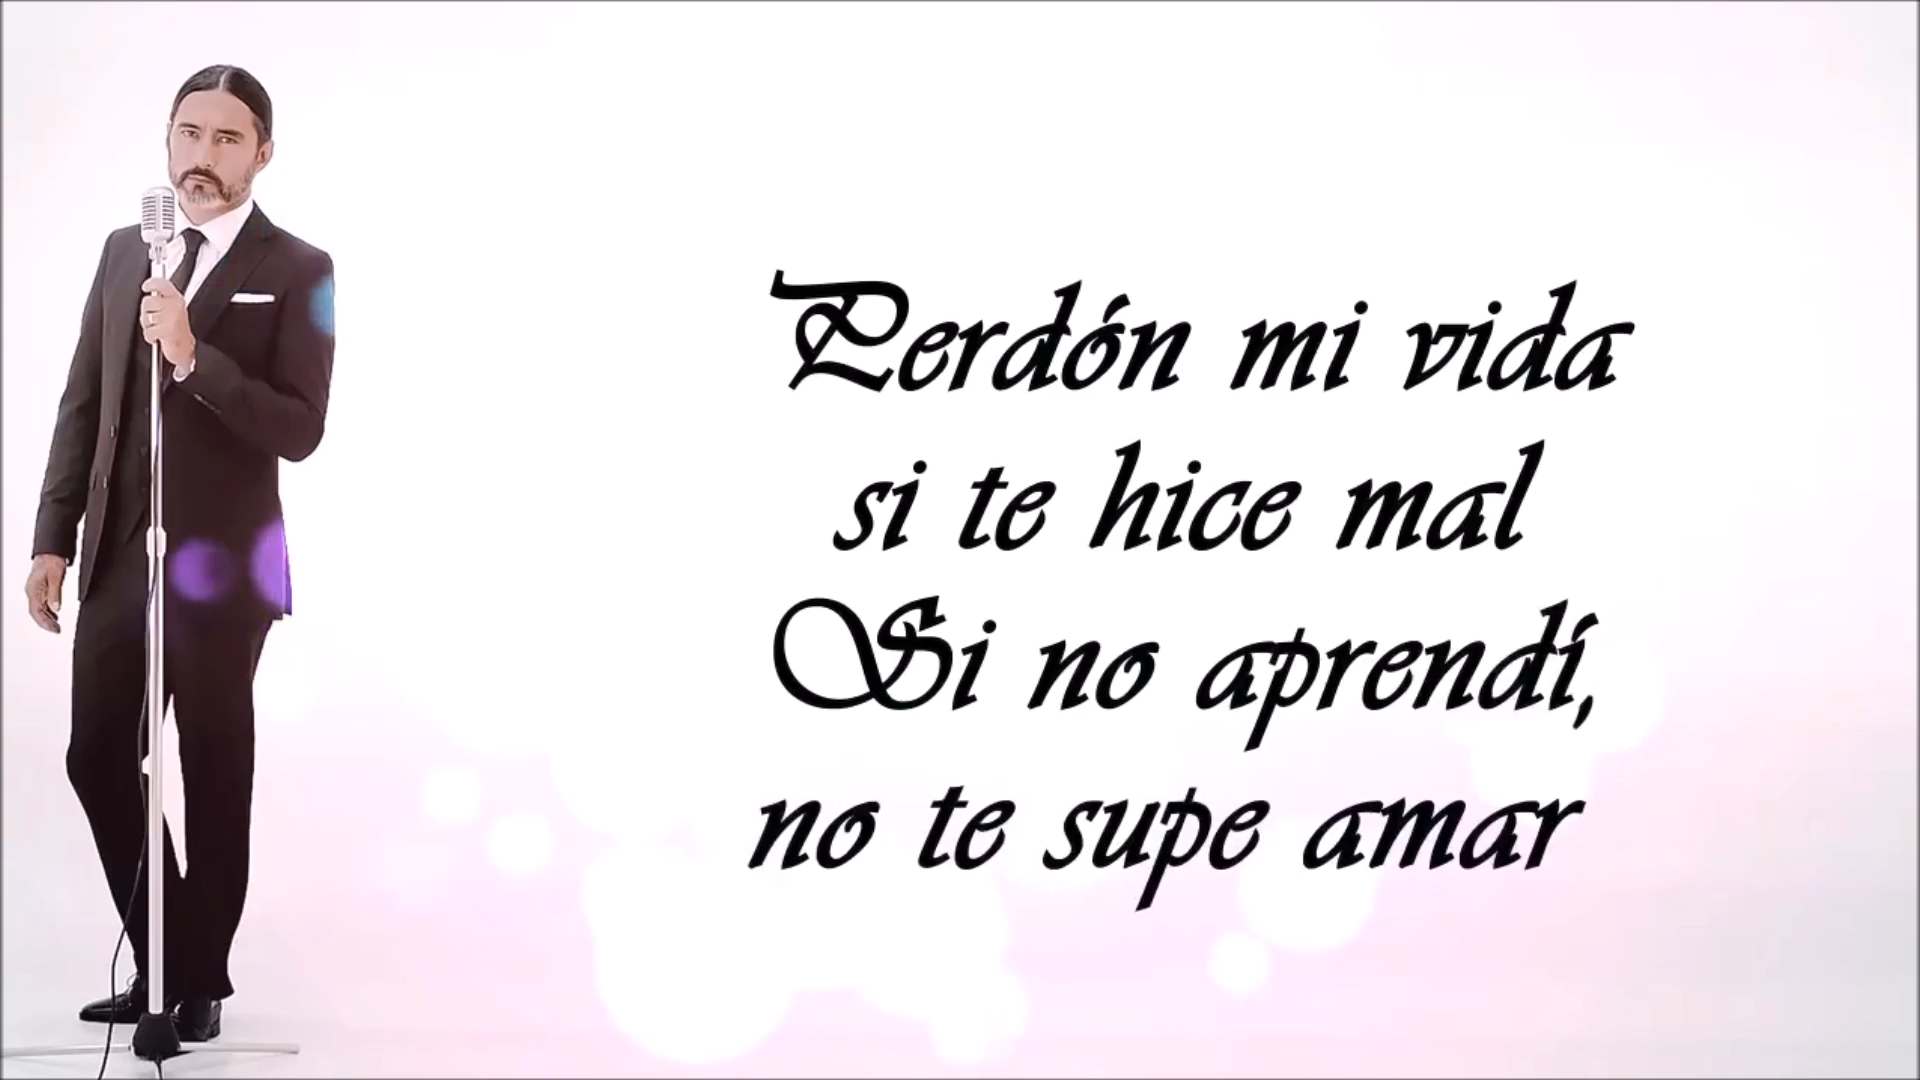 Perdón mi vida
si te hice mal
Si no aprendí,
no te supe amar